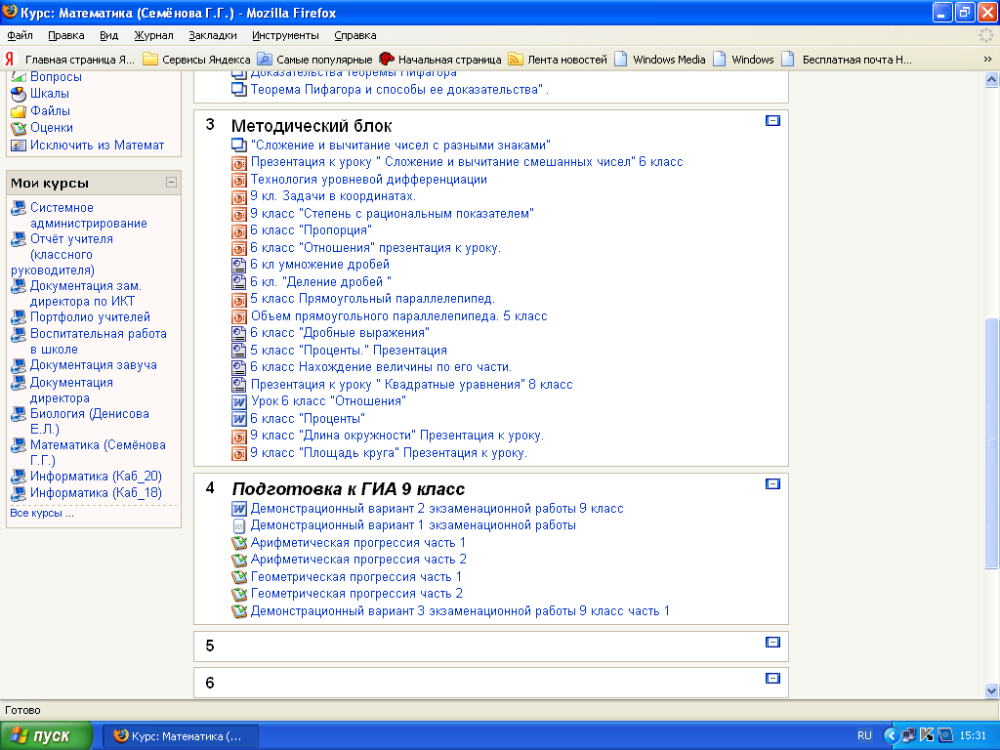 Курс: Математика (Семёнова Г.Г.) - Mozilla Firefox
Файл Правка Вид Журнал Закладки Инструменты Справка
Главная страница Я... Сервисы Яндекса Самые популярные Начальная страница Лента новостей Windows Media Windows Бесплатная почта H... »
Вопросы
Шкалы
Файлы
Оценки
Исключить из Математ
Мои курсы
Системное
администрирование
Отчёт учителя
(классного
руководителя)
Документация зам.
директора по ИКТ
Портфолио учителей
Воспитательная работа
в школе
Документация завуча
Документация
директора
Биология (Денисова
Е.Л.)
Математика (Семёнова
Г.Г.)
Информатика (Каб_20)
Информатика (Каб_18)
Все курсы ...
Доказательства теоремы Пифагора
Теорема Пифагора и способы ее доказательства" .
3 Методический блок
"Сложение и вычитание чисел с разными знаками"
Презентация к уроку " Сложение и вычитание смешанных чисел" 6 класс
Технология уровневой дифференциации
9 кл. Задачи в координатах.
9 класс "Степень с рациональным показателем"
6 класс "Пропорция"
6 класс "Отношения" презентация к уроку.
6 кл умножение дробей
6 кл. "Деление дробей "
5 класс Прямоугольный параллелепипед.
Объем прямоугольного параллелепипеда. 5 класс
6 класс "Дробные выражения"
5 класс "Проценты." Презентация
6 класс Нахождение величины по его части.
Презентация к уроку " Квадратные уравнения" 8 класс
Урок 6 класс "Отношения"
6 класс "Проценты"
9 класс "Длина окружности" Презентация к уроку.
9 класс "Площадь круга" Презентация к уроку.
4 Подготовка к ГИА 9 класс
Демонстрационный вариант 2 экзаменационной работы 9 класс
Демонстрационный вариант 1 экзаменационной работы
Арифметическая прогрессия часть 1
Арифметическая прогрессия часть 2
Геометрическая прогрессия часть 1
Геометрическая прогрессия часть 2
Демонстрационный вариант 3 экзаменационной работы 9 класс часть 1
5
6
Готово
пуск Курс: Математика (... RU 15:31